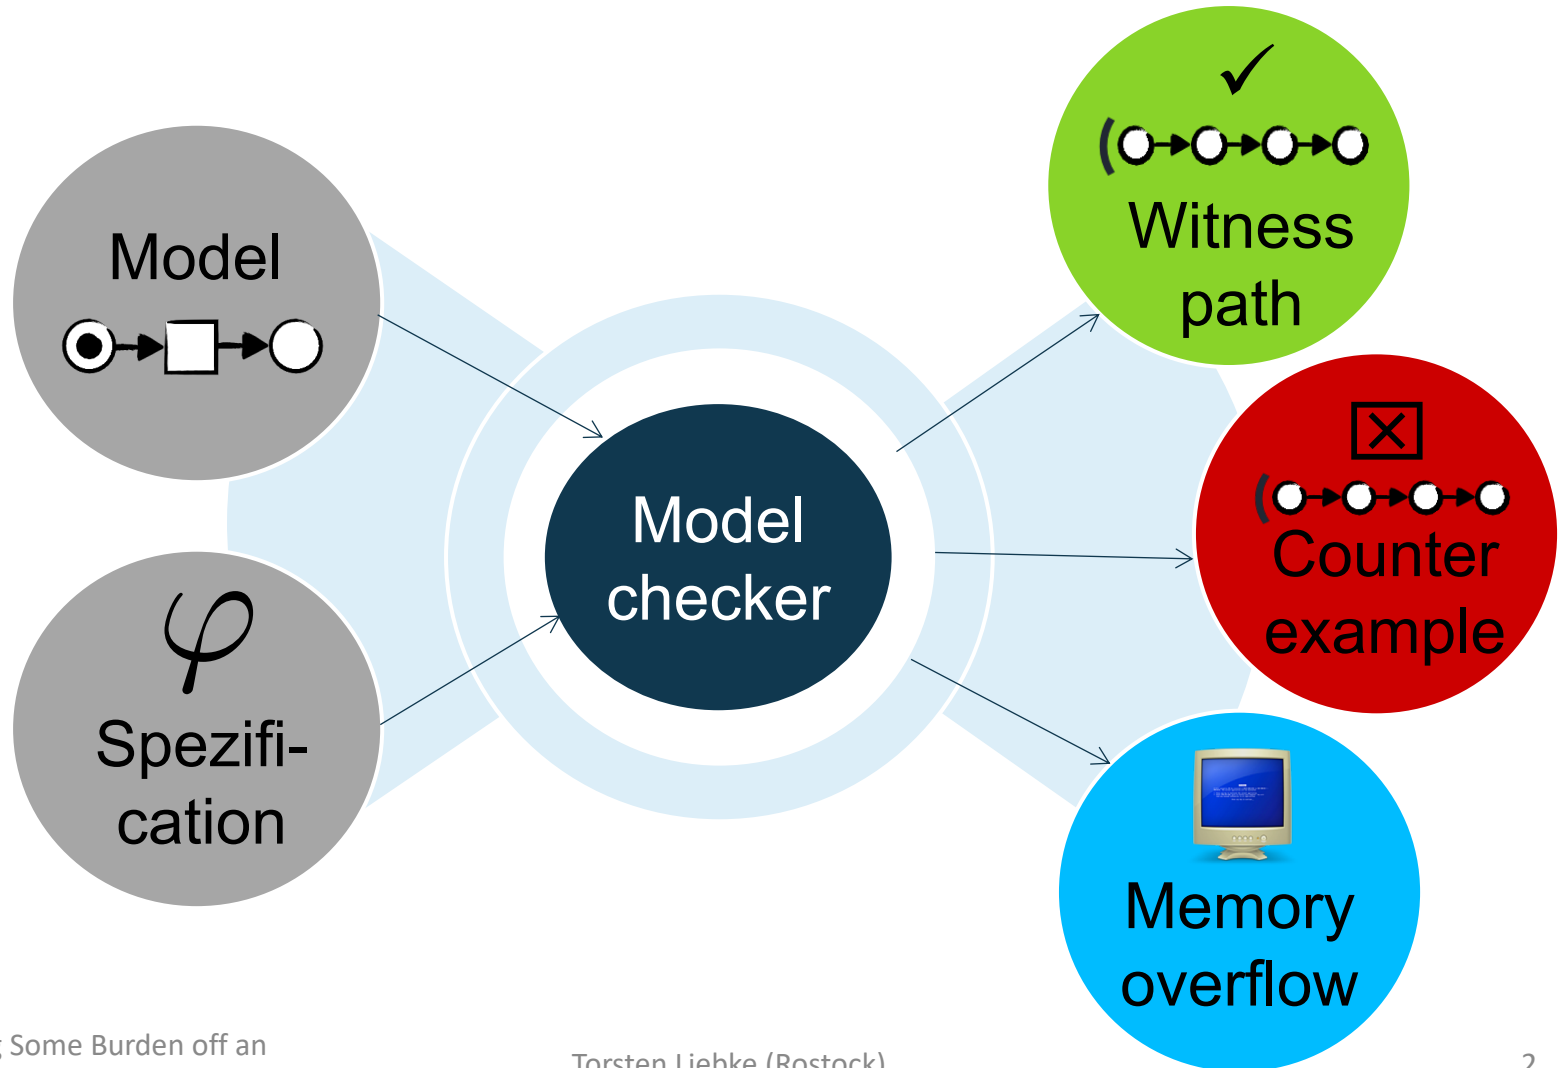 Model
φ
Spezifi-
cation
Model
checker
✓
Witness
path
Counter
example
Memory
overflow
Some Burden off an
Torsten Liebke (Rostock)
2